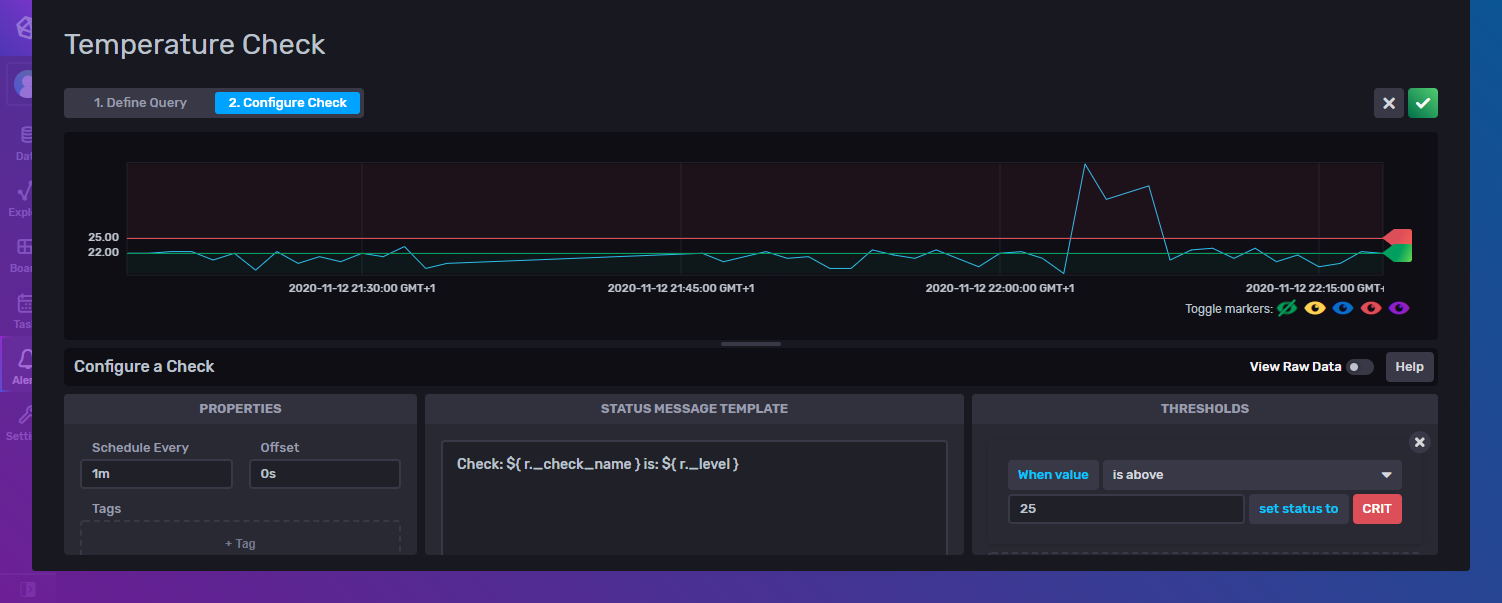 Temperature Check
1. Define Query
2. Configure Check
25.00
22.00
2020-11-12 21:30:00 GMT+1
2020-11-12 21:45:00 GMT+1
2020-11-12 22:00:00 GMT+1
2020-11-12 22:15:00 GMT+
Toggle markers:
Configure a Check
View Raw Data
Help
PROPERTIES
Schedule Every
Offset
1m
0s
Tags
+ Tag
STATUS MESSAGE TEMPLATE
Check: ${ r._check_name } is: ${ r._level }
THRESHOLDS
When value
is above
25
set status to
CRIT
Dat
Explo
Boar
Tas
Aler
Setti